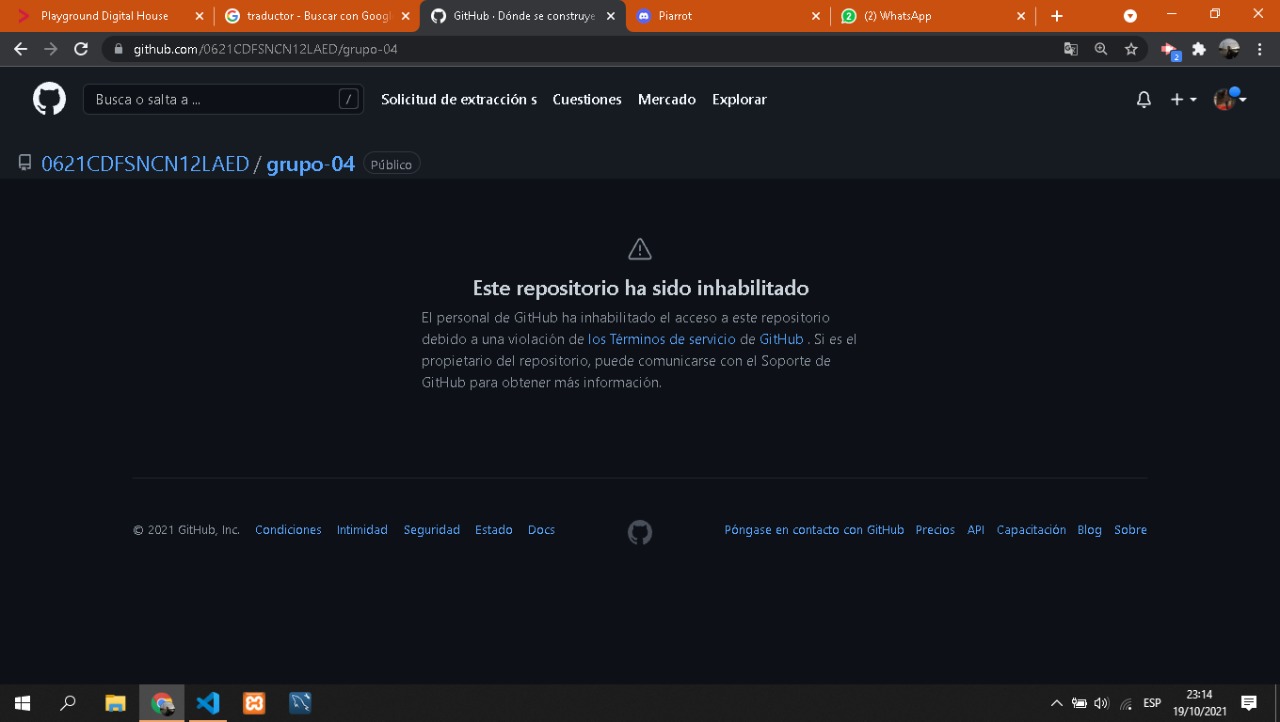 Playground Digital House
traductor - Buscar con Googl
GitHub · Dónde se construye
Piarrot
(2) WhatsApp
github.com/0621CDFSNCN12LAED/grupo-04
2
Busca o salta a ...
/
Solicitud de extracción s
Cuestiones
Mercado
Explorar
0621CDFSNCN12LAED / grupo-04
Público
Este repositorio ha sido inhabilitado
El personal de GitHub ha inhabilitado el acceso a este repositorio
debido a una violación de los Términos de servicio de GitHub . Si es el
propietario del repositorio, puede comunicarse con el Soporte de
GitHub para obtener más información.
© 2021 GitHub, Inc.
Condiciones
Intimidad
Seguridad
Estado
Docs
Póngase en contacto con GitHub
Precios
API
Capacitación
Blog
Sobre
ESP
23:14
19/10/2021